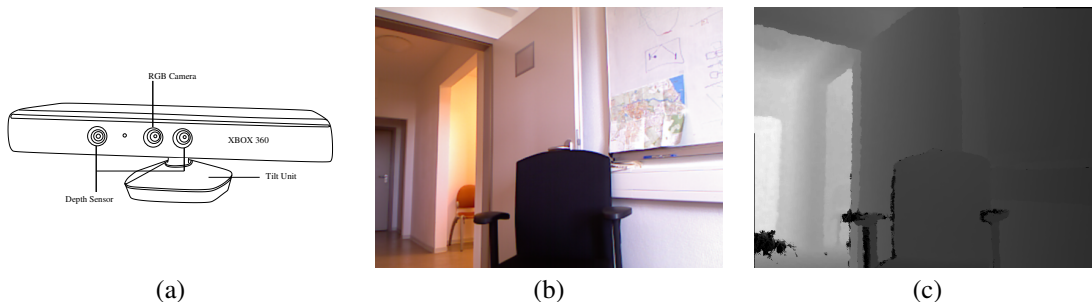 RGB Camera
XBOX 360
Tilt Unit
Depth Sensor
(a)
(b)
(c)